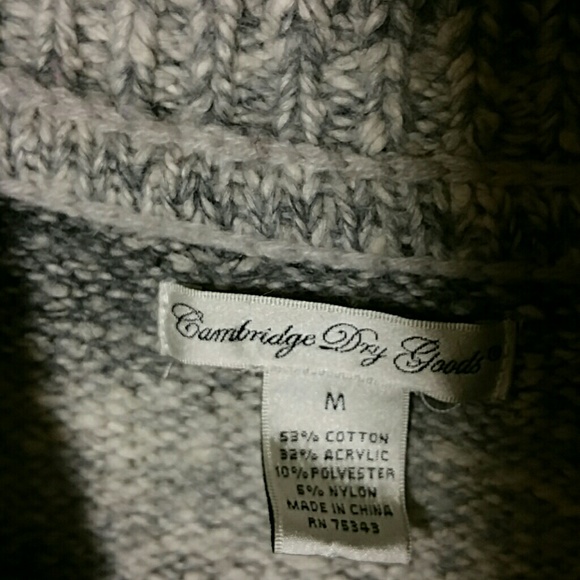 Cambridge Dry Goods®
M
53% COTTON
32% ACRYLIC
10% POLYESTER
5% NYLON
MADE IN CHINA
RN 75343